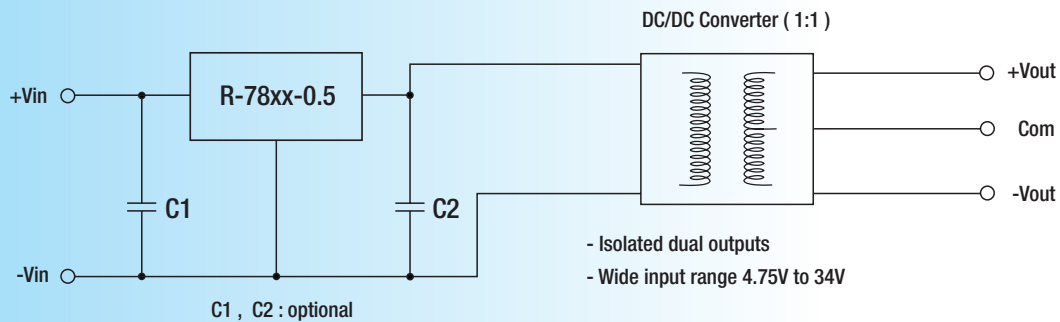 DC/DC Converter ( 1:1 )
+Vin
R-78xx-0.5
+Vout
Com
C1
C2
-Vout
- Isolated dual outputs
-Vin
- Wide input range 4.75V to 34V
C1 , C2 : optional